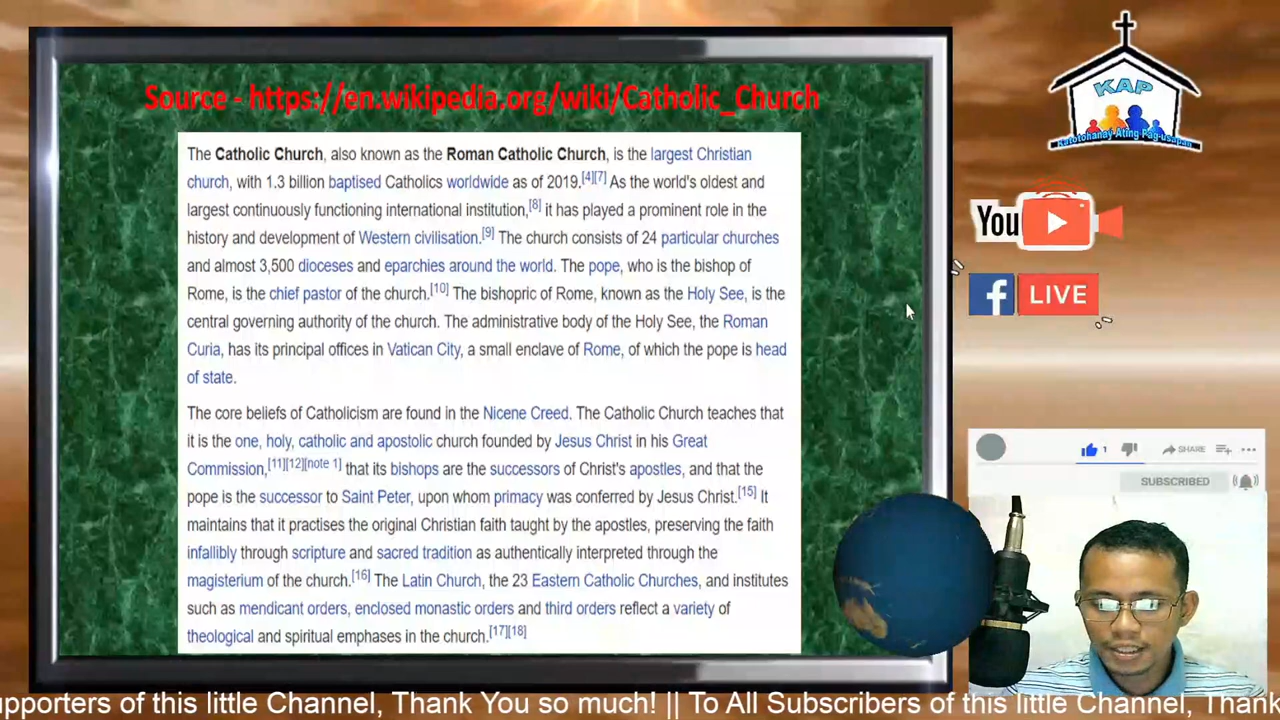 Source - https://en.wikipedia.org/wiki/Catholic_Church
The Catholic Church, also known as the Roman Catholic Church, is the largest Christian
church, with 1.3 billion baptised Catholics worldwide as of 2019.[4][7] As the world's oldest and
largest continuously functioning international institution,[8] it has played a prominent role in the
history and development of Western civilisation.[9] The church consists of 24 particular churches
and almost 3,500 dioceses and eparchies around the world. The pope, who is the bishop of
Rome, is the chief pastor of the church.[10] The bishopric of Rome, known as the Holy See, is the
central governing authority of the church. The administrative body of the Holy See, the Roman
Curia, has its principal offices in Vatican City, a small enclave of Rome, of which the pope is head
of state.
The core beliefs of Catholicism are found in the Nicene Creed. The Catholic Church teaches that
it is the one, holy, catholic and apostolic church founded by Jesus Christ in his Great
Commission,[11][12][note 1] that its bishops are the successors of Christ's apostles, and that the
pope is the successor to Saint Peter, upon whom primacy was conferred by Jesus Christ.[15] It
maintains that it practises the original Christian faith taught by the apostles, preserving the faith
infallibly through scripture and sacred tradition as authentically interpreted through the
magisterium of the church.[16] The Latin Church, the 23 Eastern Catholic Churches, and institutes
such as mendicant orders, enclosed monastic orders and third orders reflect a variety of
theological and spiritual emphases in the church.[17][18]
KAP
Katotohanay Ating Pag-usapan
You
f LIVE
1 SHARE
SUBSCRIBED
upporters of this little Channel, Thank You so much! || To All Subscribers of this little Channel, Thank